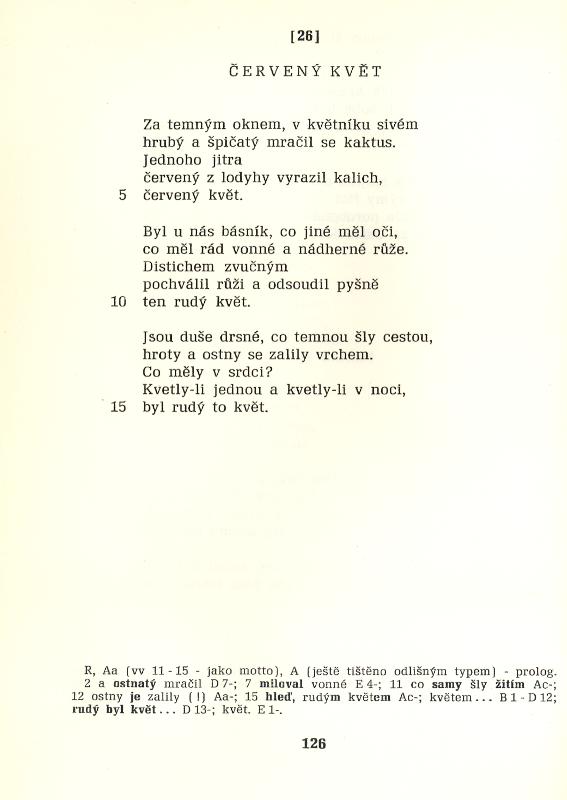 [26]
ČERVENÝ KVĚT
Za temným oknem, v květníku sivém
hrubý a špičatý mračil se kaktus.
Jednoho jitra
červený z lodyhy vyrazil kalich,
5 červený květ.
Byl u nás básník, co jiné měl oči,
co měl rád vonné a nádherné růže.
Distichem zvučným
pochválil růži a odsoudil pyšně
10 ten rudý květ.
Jsou duše drsné, co temnou šly cestou,
hroty a ostny se zalily vrchem.
Co měly v srdci?
Kvetly-li jednou a kvetly-li v noci,
15 byl rudý to květ.
R, Aa (vv 11-15 - jako motto), A (ještě tištěno odlišným typem) - prolog.
2 a ostnatý mračil D 7-; 7 miloval vonné E 4-; 11 co samy šly žitím Ac-;
12 ostny je zalily (!) Aa-; 15 hleď, rudým květem Ac-; květem... B 1 - D 12;
rudý byl květ... D 13-; květ. E 1-.
126